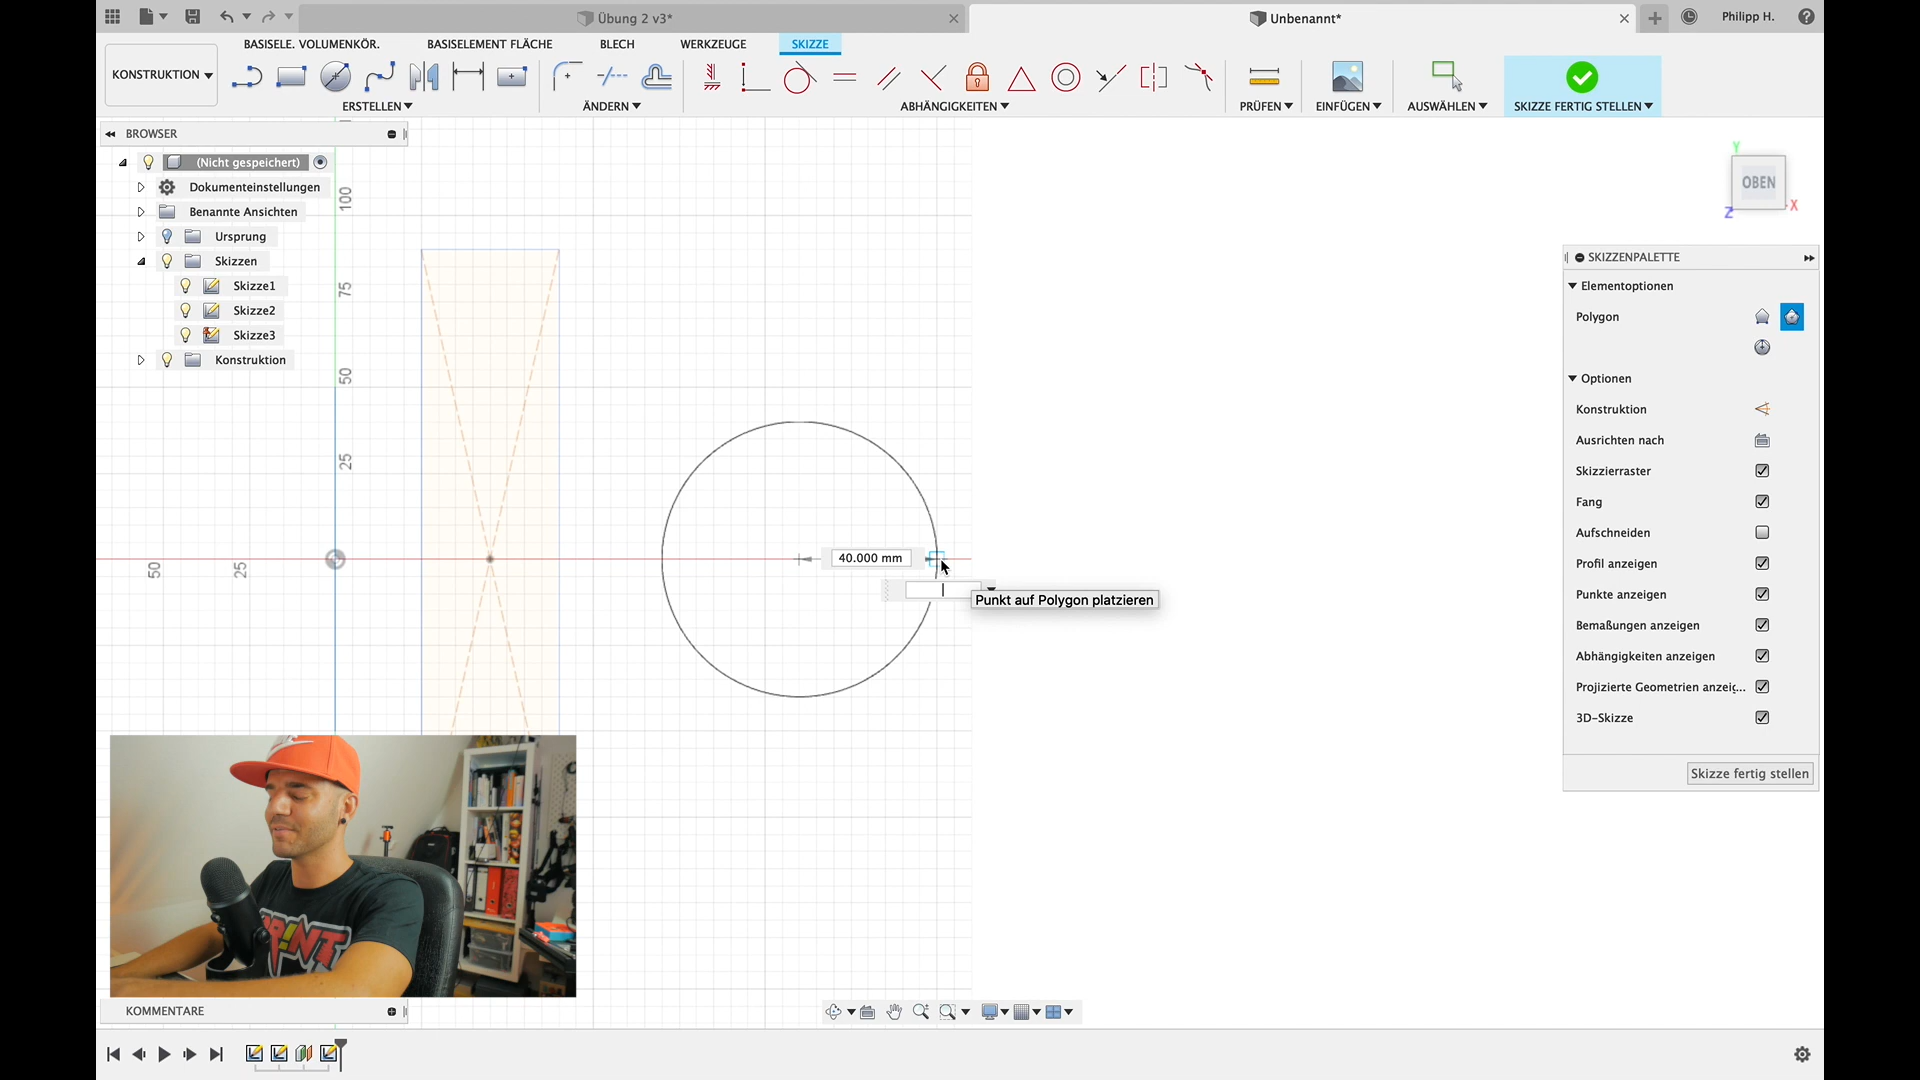 Übung 2 v3*
Unbenannt*
Philipp H.
BASISELE. VOLUMENKÖR.
BASISELEMENT FLÄCHE
BLECH
WERKZEUGE
SKIZZE
KONSTRUKTION
ERSTELLEN
ÄNDERN
ABHÄNGIGKEITEN
PRÜFEN
EINFÜGEN
AUSWÄHLEN
SKIZZE FERTIG STELLEN
BROWSER
(Nicht gespeichert)
Dokumenteinstellungen
Benannte Ansichten
Ursprung
Skizzen
Skizze1
Skizze2
Skizze3
Konstruktion
100
75
50
25
50
25
40.000 mm
Punkt auf Polygon platzieren
Y
OBEN
X
Z
SKIZZENPALETTE
Elementoptionen
Polygon
Optionen
Konstruktion
Ausrichten nach
Skizzierraster
Fang
Aufschneiden
Profil anzeigen
Punkte anzeigen
Bemaßungen anzeigen
Abhängigkeiten anzeigen
Projizierte Geometrien anzeig...
3D-Skizze
Skizze fertig stellen
PRINT
KOMMENTARE